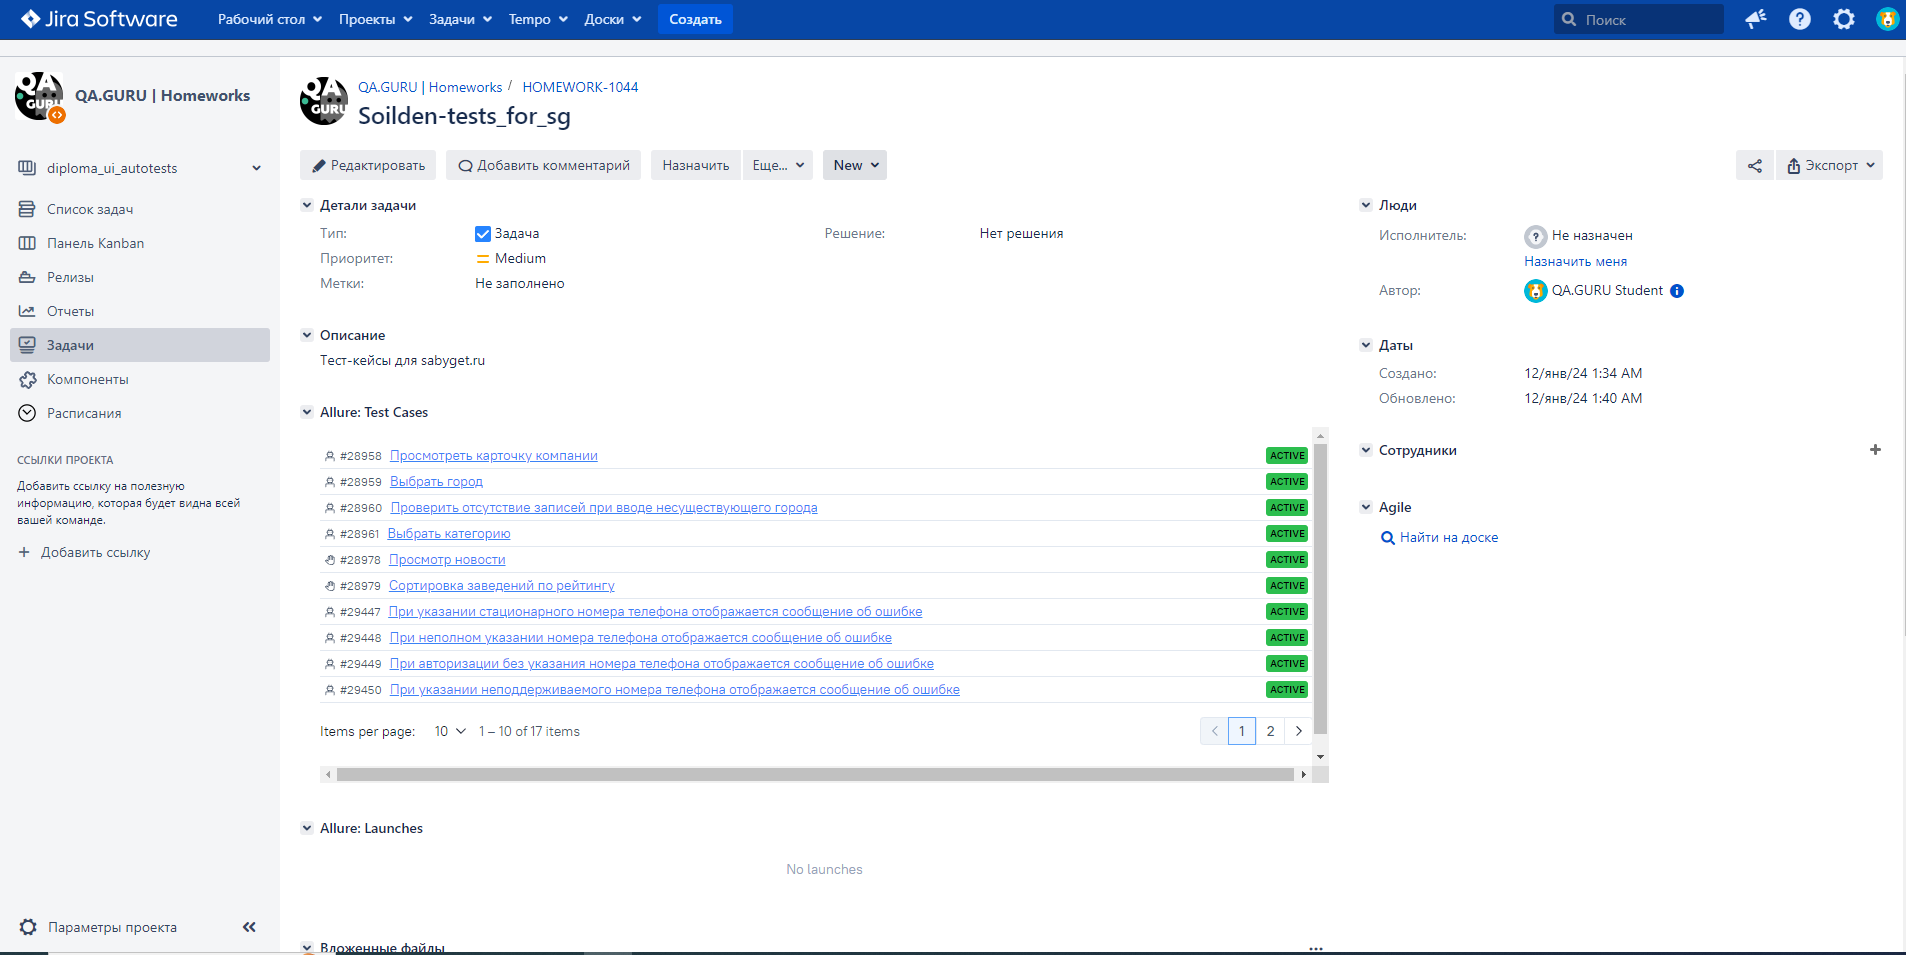 Jira Software
Рабочий стол
Проекты
Задачи
Tempo
Доски
Создать
Поиск
QA.GURU | Homeworks
diploma_ui_autotests
Список задач
Панель Kanban
Релизы
Отчеты
Задачи
Компоненты
Расписания
ССЫЛКИ ПРОЕКТА
Добавить ссылку на полезную
информацию, которая будет видна всей
вашей команде.
+ Добавить ссылку
Параметры проекта
QA
GURU
QA.GURU | Homeworks / HOMEWORK-1044
Soilden-tests_for_sg
Редактировать
Добавить комментарий
Назначить
Еще...
New
Экспорт
Детали задачи
Тип: Задача
Решение: Нет решения
Приоритет: Medium
Метки: Не заполнено
Описание
Тест-кейсы для sabyget.ru
Allure: Test Cases
#28958 Просмотреть карточку компании ACTIVE
#28959 Выбрать город ACTIVE
#28960 Проверить отсутствие записей при вводе несуществующего города ACTIVE
#28961 Выбрать категорию ACTIVE
#28978 Просмотр новости ACTIVE
#28979 Сортировка заведений по рейтингу ACTIVE
#29447 При указании стационарного номера телефона отображается сообщение об ошибке ACTIVE
#29448 При неполном указании номера телефона отображается сообщение об ошибке ACTIVE
#29449 При авторизации без указания номера телефона отображается сообщение об ошибке ACTIVE
#29450 При указании неподдерживаемого номера телефона отображается сообщение об ошибке ACTIVE
Items per page: 10 1 – 10 of 17 items
1 2
Allure: Launches
No launches
Вложенные файлы
Люди
Исполнитель: Не назначен
Назначить меня
Автор: QA.GURU Student
Даты
Создано: 12/янв/24 1:34 AM
Обновлено: 12/янв/24 1:40 AM
Сотрудники
Agile
Найти на доске